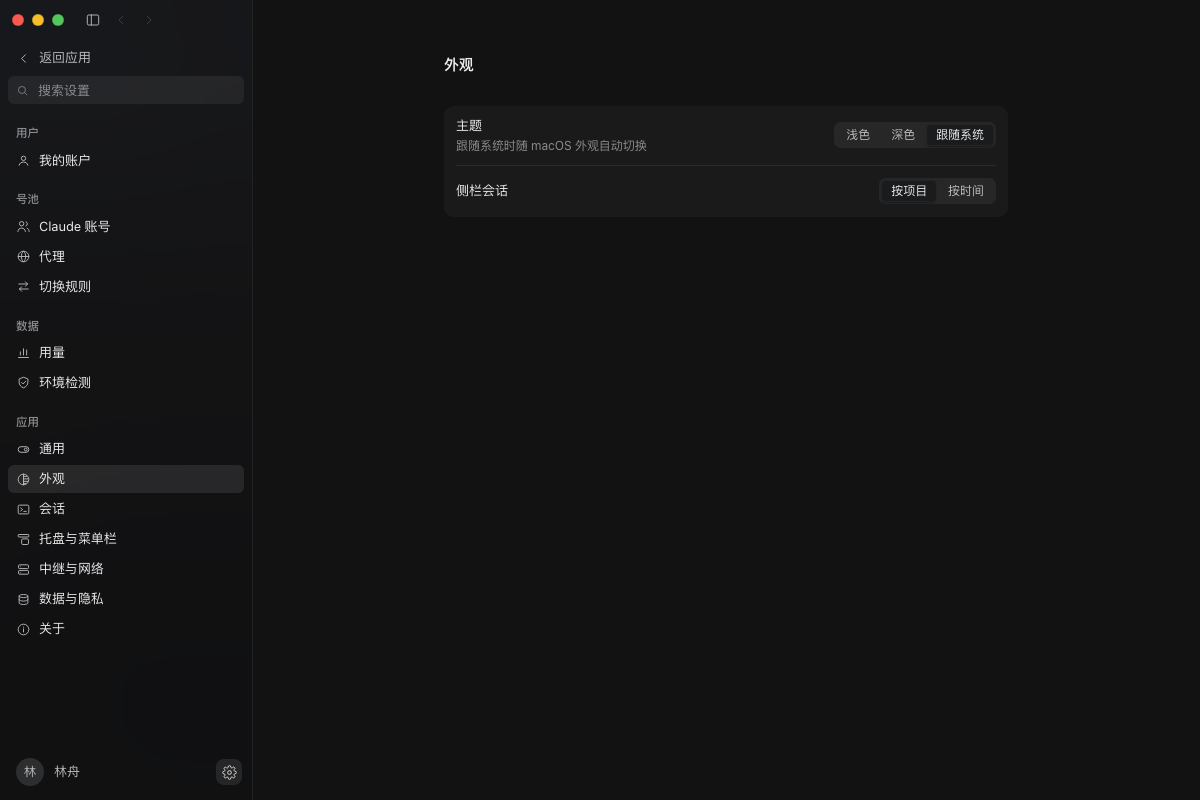 返回应用
搜索设置
用户
我的账户
号池
Claude 账号
代理
切换规则
数据
用量
环境检测
应用
通用
外观
会话
托盘与菜单栏
中继与网络
数据与隐私
关于
林 林舟
外观
主题
跟随系统时随 macOS 外观自动切换
浅色 深色 跟随系统
侧栏会话
按项目 按时间